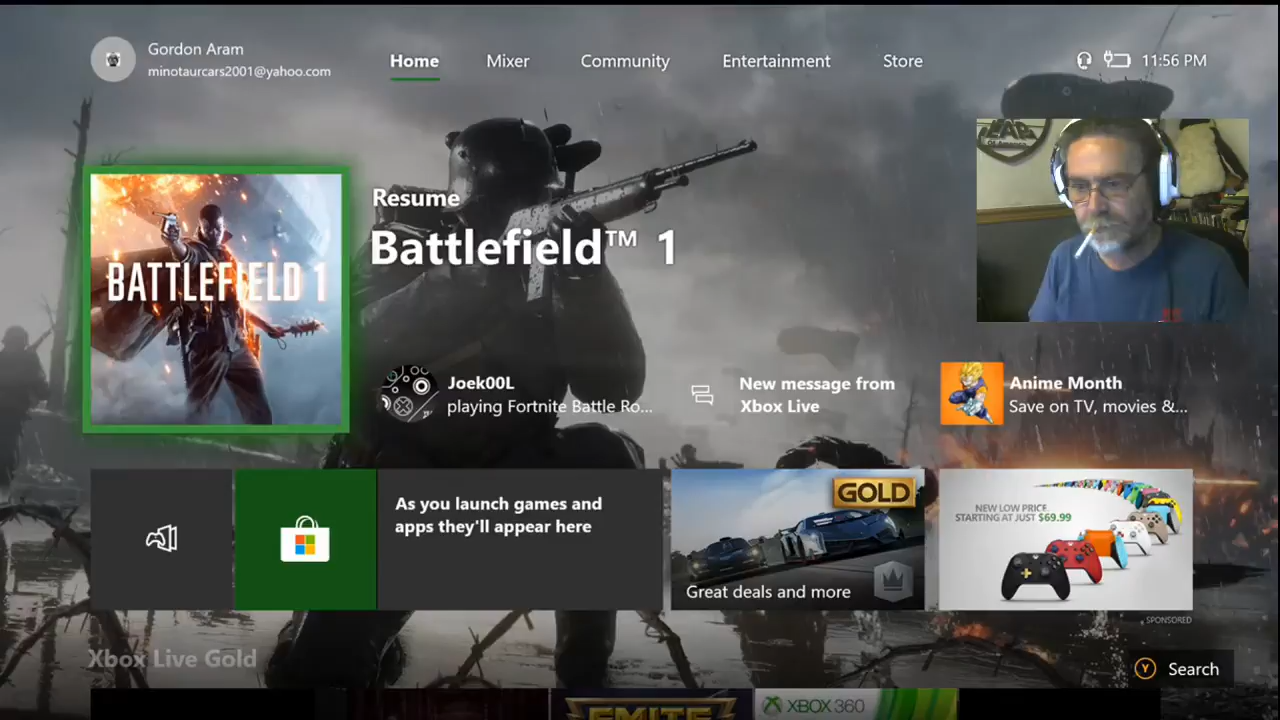 Gordon Aram
minotaurcars2001@yahoo.com
Home
Mixer
Community
Entertainment
Store
11:56 PM
BATTLEFIELD 1
Resume
Battlefield™ 1
Joek00L
playing Fortnite Battle Ro...
New message from
Xbox Live
Anime Month
Save on TV, movies &...
As you launch games and
apps they'll appear here
GOLD
Great deals and more
NEW LOW PRICE
STARTING AT JUST $69.99
SPONSORED
Xbox Live Gold
Y Search
SMITE
XBOX 360